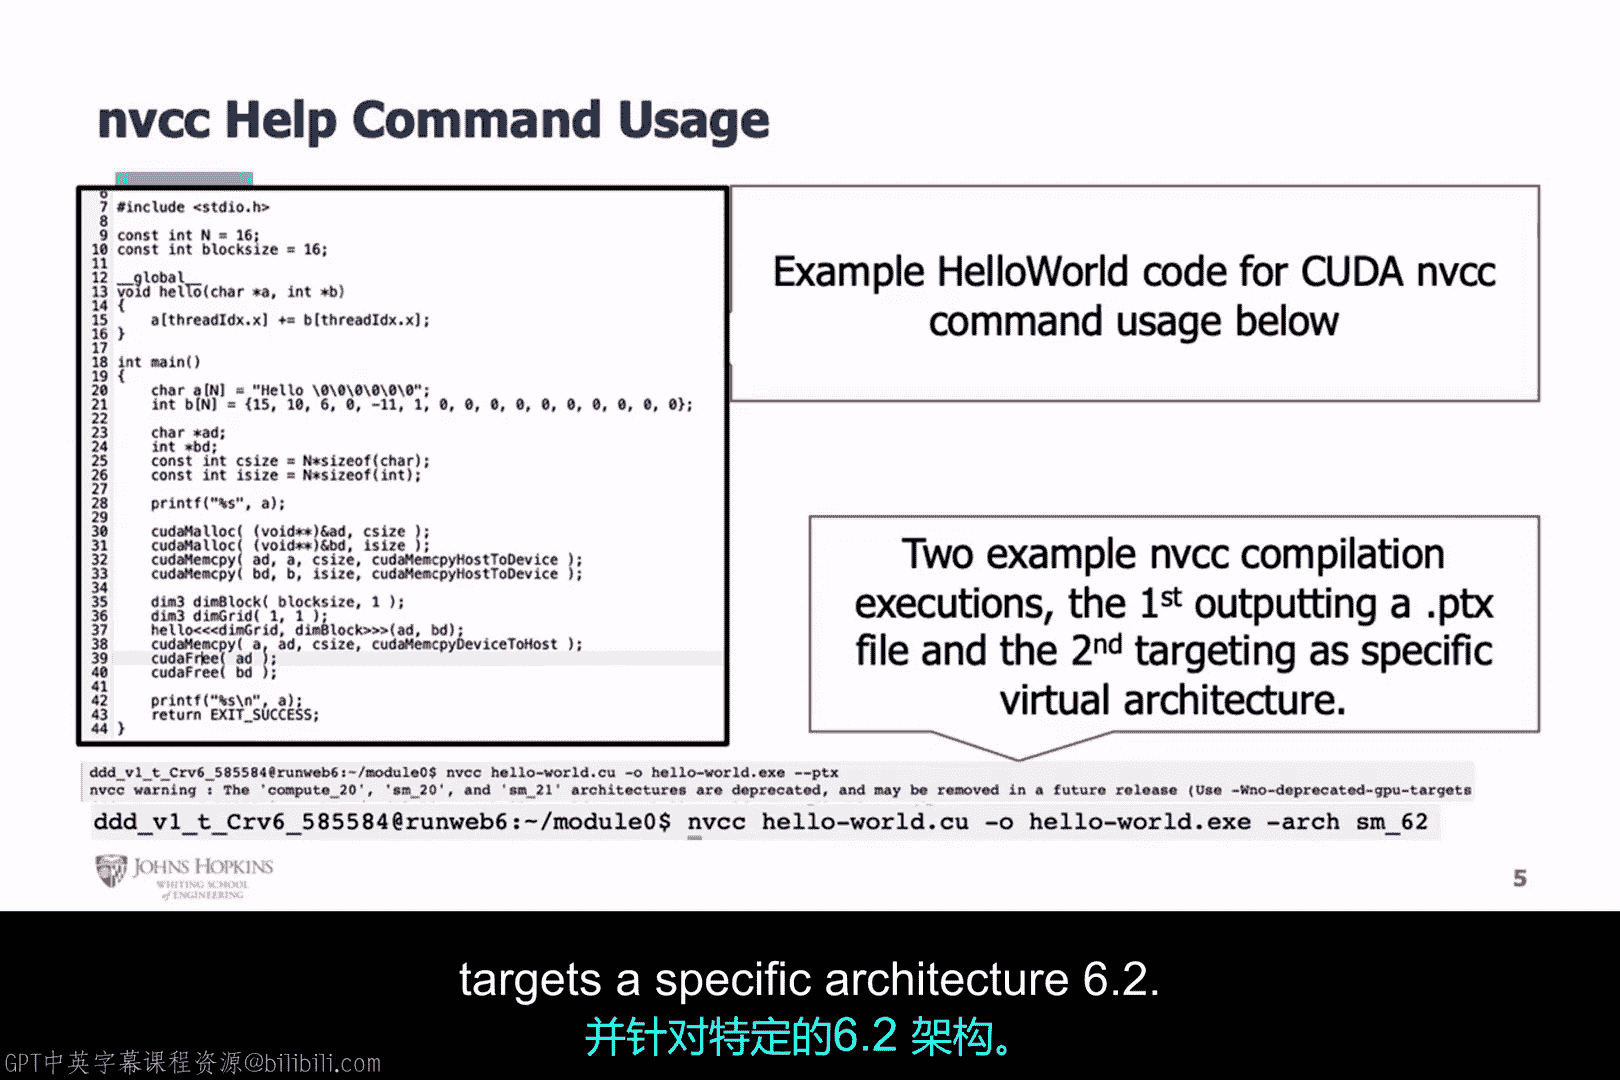 nvcc Help Command Usage
6
7 #include <stdio.h>
8
9 const int N = 16;
10 const int blocksize = 16;
11
12 __global__
13 void hello(char *a, int *b)
14 {
15 a[threadIdx.x] += b[threadIdx.x];
16 }
17
18 int main()
19 {
20 char a[N] = "Hello \0\0\0\0\0\0";
21 int b[N] = {15, 10, 6, 0, -11, 1, 0, 0, 0, 0, 0, 0, 0, 0, 0, 0};
22
23 char *ad;
24 int *bd;
25 const int csize = N*sizeof(char);
26 const int isize = N*sizeof(int);
27
28 printf("%s", a);
29
30 cudaMalloc( (void**)&ad, csize );
31 cudaMalloc( (void**)&bd, isize );
32 cudaMemcpy( ad, a, csize, cudaMemcpyHostToDevice );
33 cudaMemcpy( bd, b, isize, cudaMemcpyHostToDevice );
34
35 dim3 dimBlock( blocksize, 1 );
36 dim3 dimGrid( 1, 1 );
37 hello<<<dimGrid, dimBlock>>>(ad, bd);
38 cudaMemcpy( a, ad, csize, cudaMemcpyDeviceToHost );
39 cudaFree( ad );
40 cudaFree( bd );
41
42 printf("%s\n", a);
43 return EXIT_SUCCESS;
44 }
Example HelloWorld code for CUDA nvcc
command usage below
Two example nvcc compilation
executions, the 1st outputting a .ptx
file and the 2nd targeting as specific
virtual architecture.
ddd_v1_t_Crv6_585584@runweb6:~/module0$ nvcc hello-world.cu -o hello-world.exe --ptx
nvcc warning : The 'compute_20', 'sm_20', and 'sm_21' architectures are deprecated, and may be removed in a future release (Use -Wno-deprecated-gpu-targets
ddd_v1_t_Crv6_585584@runweb6:~/module0$ nvcc hello-world.cu -o hello-world.exe -arch sm_62
JOHNS HOPKINS
WHITING SCHOOL
of ENGINEERING
5
targets a specific architecture 6.2.
并针对特定的6.2 架构。
GPT中英字幕课程资源@bilibili.com